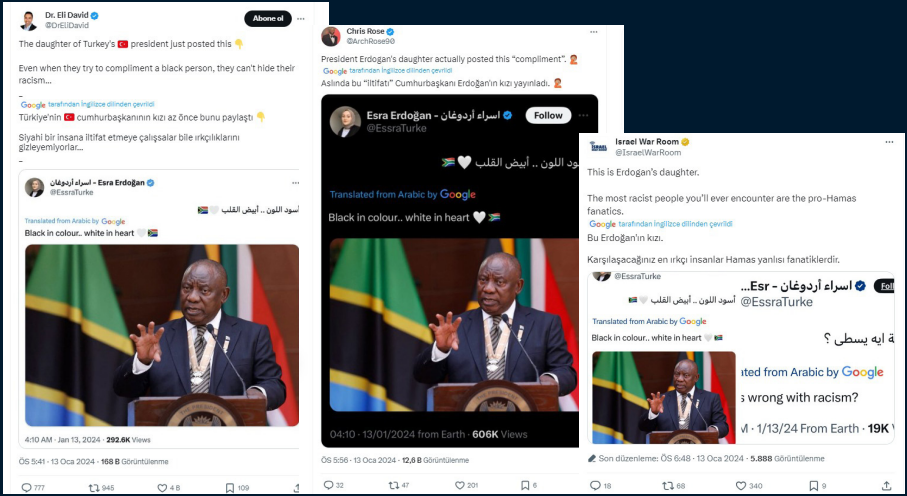 Dr. Eli David
@DrEliDavid
Abone ol
The daughter of Turkey's 🇹🇷 president just posted this 👇
Even when they try to compliment a black person, they can't hide their
racism...
–
Google tarafından İngilizce dilinden çevrildi
Türkiye'nin 🇹🇷 cumhurbaşkanının kızı az önce bunu paylaştı 👇
Siyahi bir insana iltifat etmeye çalışsalar bile ırkçılıklarını
gizleyemiyorlar...
–
اسراء أردوغان - Esra Erdoğan
@EssraTurke
أسود اللون .. أبيض القلب 🤍🇿🇦
Translated from Arabic by Google
Black in colour.. white in heart 🤍🇿🇦
4:10 AM · Jan 13, 2024 · 292.6K Views
ÖS 5:41 · 13 Oca 2024 · 168 B Görüntülenme
777 945 4 B 109
Chris Rose
@ArchRose90
President Erdogan's daughter actually posted this “compliment”. 🤦
Google tarafından İngilizce dilinden çevrildi
Aslında bu “iltifatı” Cumhurbaşkanı Erdoğan'ın kızı yayınladı. 🤦
Esra Erdoğan - اسراء أردوغان
@EssraTurke
Follow
سود اللون .. أبيض القلب 🤍🇿🇦
Translated from Arabic by Google
Black in colour.. white in heart 🤍🇿🇦
04:10 · 13/01/2024 from Earth · 606K Views
ÖS 5:56 · 13 Oca 2024 · 12,6 B Görüntülenme
32 47 201 6
Israel War Room
@IsraelWarRoom
This is Erdogan's daughter.
The most racist people you'll ever encounter are the pro-Hamas
fanatics.
Google tarafından İngilizce dilinden çevrildi
Bu Erdoğan'ın kızı.
Karşılaşacağınız en ırkçı insanlar Hamas yanlısı fanatiklerdir.
@EssraTurke
أسود اللون .. أبيض القلب 🤍🇿🇦
Translated from Arabic by Google
Black in colour.. white in heart 🤍🇿🇦
اسراء أردوغان - Esr...
Foll
@EssraTurke
ة ايه يسطى ؟
ated from Arabic by Google
s wrong with racism?
M · 1/13/24 From Earth · 19K V
Son düzenleme: ÖS 6:48 · 13 Oca 2024 · 5.888 Görüntülenme
18 68 340 9